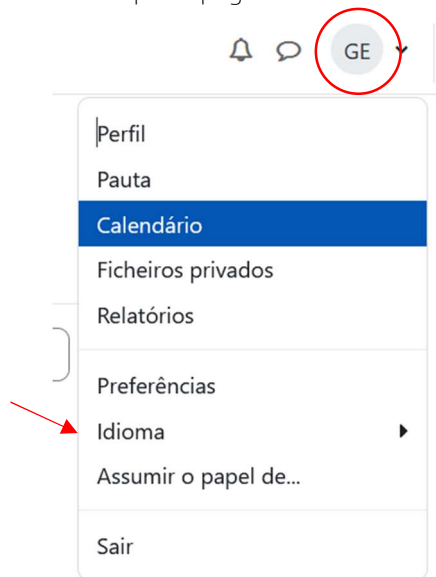 GE
Perfil
Pauta
Calendário
Ficheiros privados
Relatórios
Preferências
Idioma
Assumir o papel de...
Sair